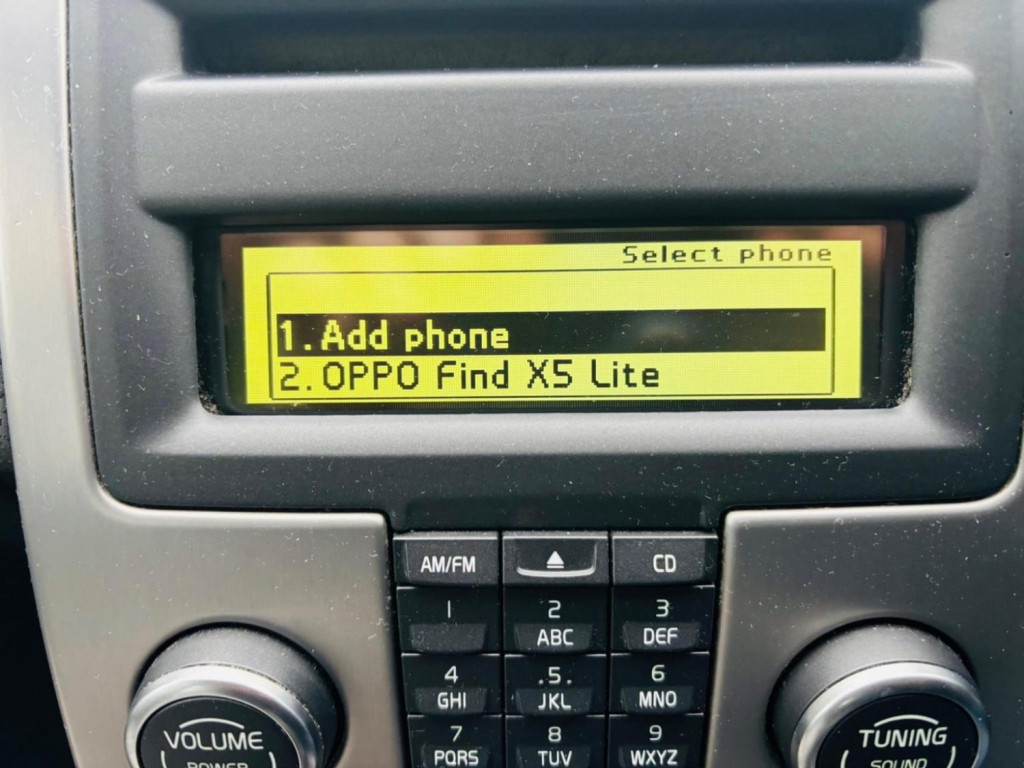 Select phone
1. Add phone
2. OPPO Find X5 Lite
AM/FM
CD
1
2
3
ABC
DEF
4
.5.
6
GHI
JKL
MNO
7
8
9
PQRS
TUV
WXYZ
VOLUME
POWER
TUNING
SOUND